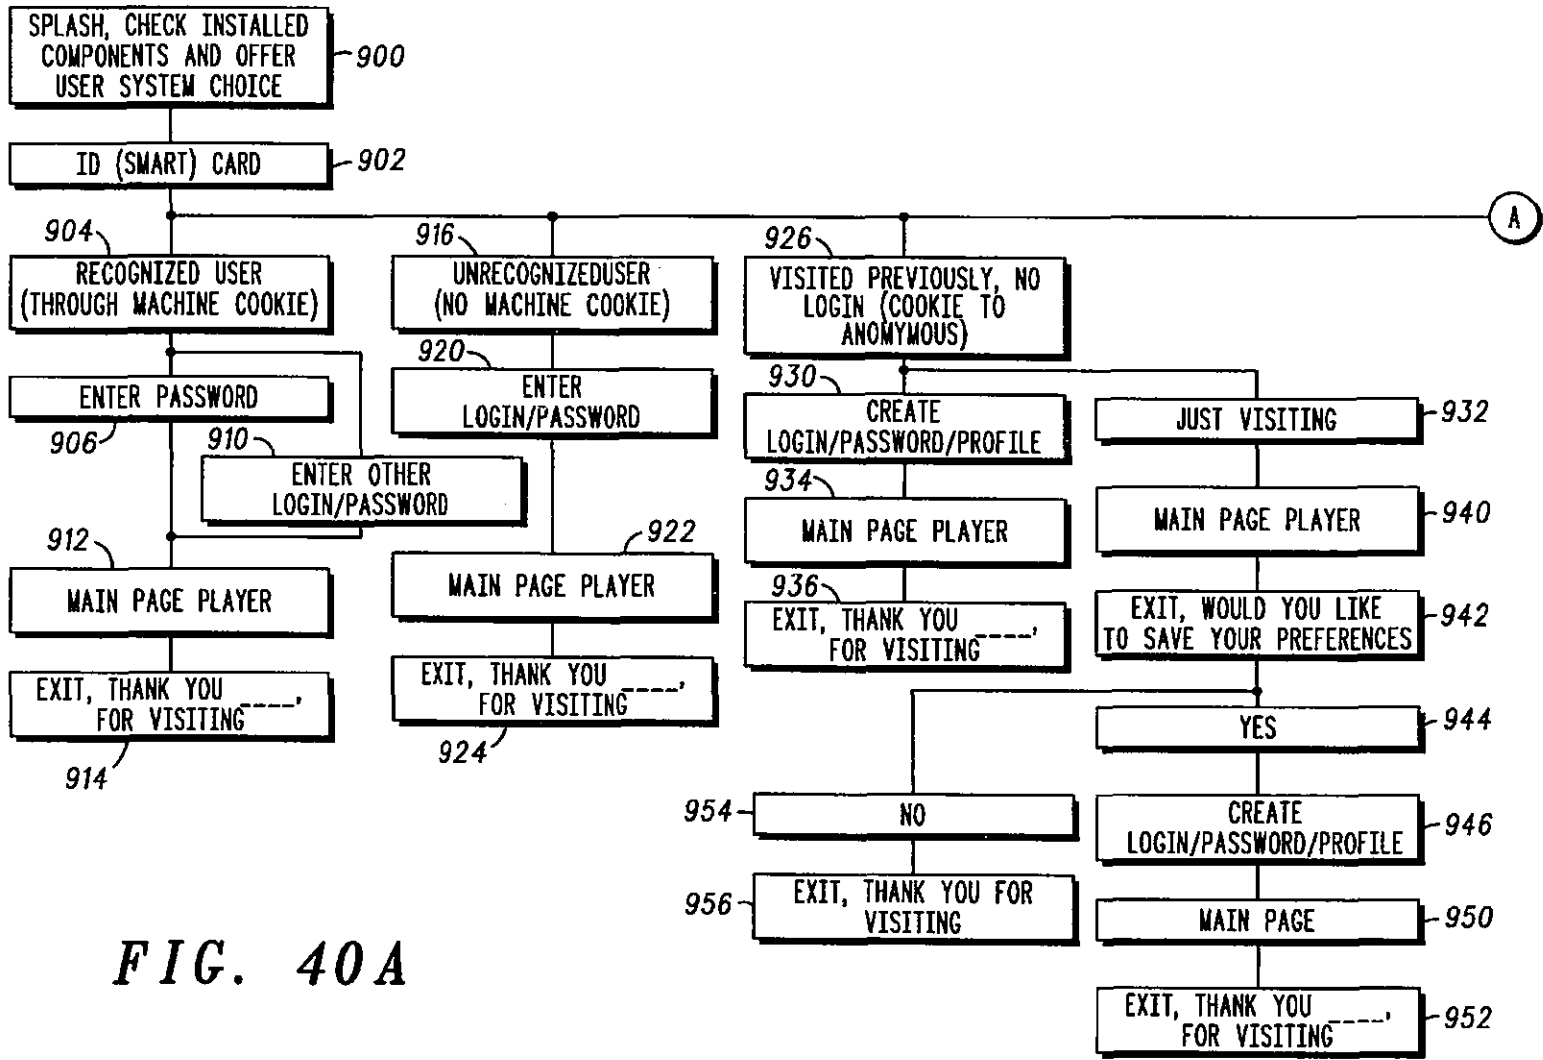 SPLASH, CHECK INSTALLED
COMPONENTS AND OFFER
USER SYSTEM CHOICE
900
ID (SMART) CARD
902
A
904
RECOGNIZED USER
(THROUGH MACHINE COOKIE)
ENTER PASSWORD
906
910
ENTER OTHER
LOGIN/PASSWORD
912
MAIN PAGE PLAYER
EXIT, THANK YOU ----,
FOR VISITING
914
916
UNRECOGNIZEDUSER
(NO MACHINE COOKIE)
920
ENTER
LOGIN/PASSWORD
922
MAIN PAGE PLAYER
EXIT, THANK YOU ----,
FOR VISITING
924
926
VISITED PREVIOUSLY, NO
LOGIN (COOKIE TO
ANOMYMOUS)
930
CREATE
LOGIN/PASSWORD/PROFILE
934
MAIN PAGE PLAYER
936
EXIT, THANK YOU ----,
FOR VISITING
JUST VISITING
932
MAIN PAGE PLAYER
940
EXIT, WOULD YOU LIKE
TO SAVE YOUR PREFERENCES
942
YES
944
954
NO
956
EXIT, THANK YOU FOR
VISITING
CREATE
LOGIN/PASSWORD/PROFILE
946
MAIN PAGE
950
EXIT, THANK YOU ----,
FOR VISITING
952
FIG. 40A